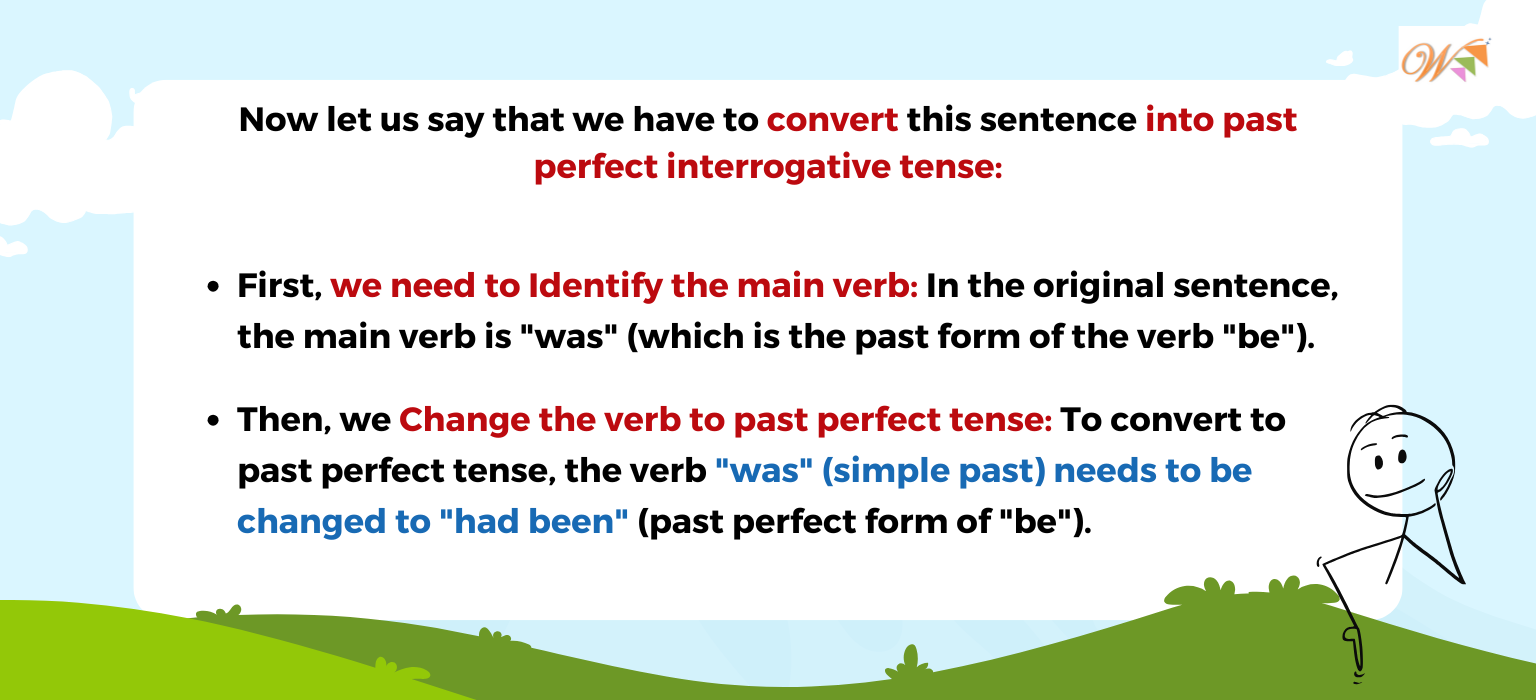 W
Now let us say that we have to convert this sentence into past
perfect interrogative tense:
• First, we need to Identify the main verb: In the original sentence,
the main verb is "was" (which is the past form of the verb "be").
• Then, we Change the verb to past perfect tense: To convert to
past perfect tense, the verb "was" (simple past) needs to be
changed to "had been" (past perfect form of "be").